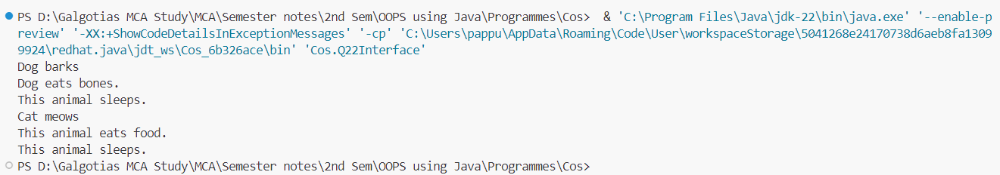 PS D:\Galgotias MCA Study\MCA\Semester notes\2nd Sem\OOPS using Java\Programmes\Cos>  & 'C:\Program Files\Java\jdk-22\bin\java.exe' '--enable-p
review' '-XX:+ShowCodeDetailsInExceptionMessages' '-cp' 'C:\Users\pappu\AppData\Roaming\Code\User\workspaceStorage\5041268e24170738d6aeb8fa1309
9924\redhat.java\jdt_ws\Cos_6b326ace\bin' 'Cos.Q22Interface'
Dog barks
Dog eats bones.
This animal sleeps.
Cat meows
This animal eats food.
This animal sleeps.
PS D:\Galgotias MCA Study\MCA\Semester notes\2nd Sem\OOPS using Java\Programmes\Cos>